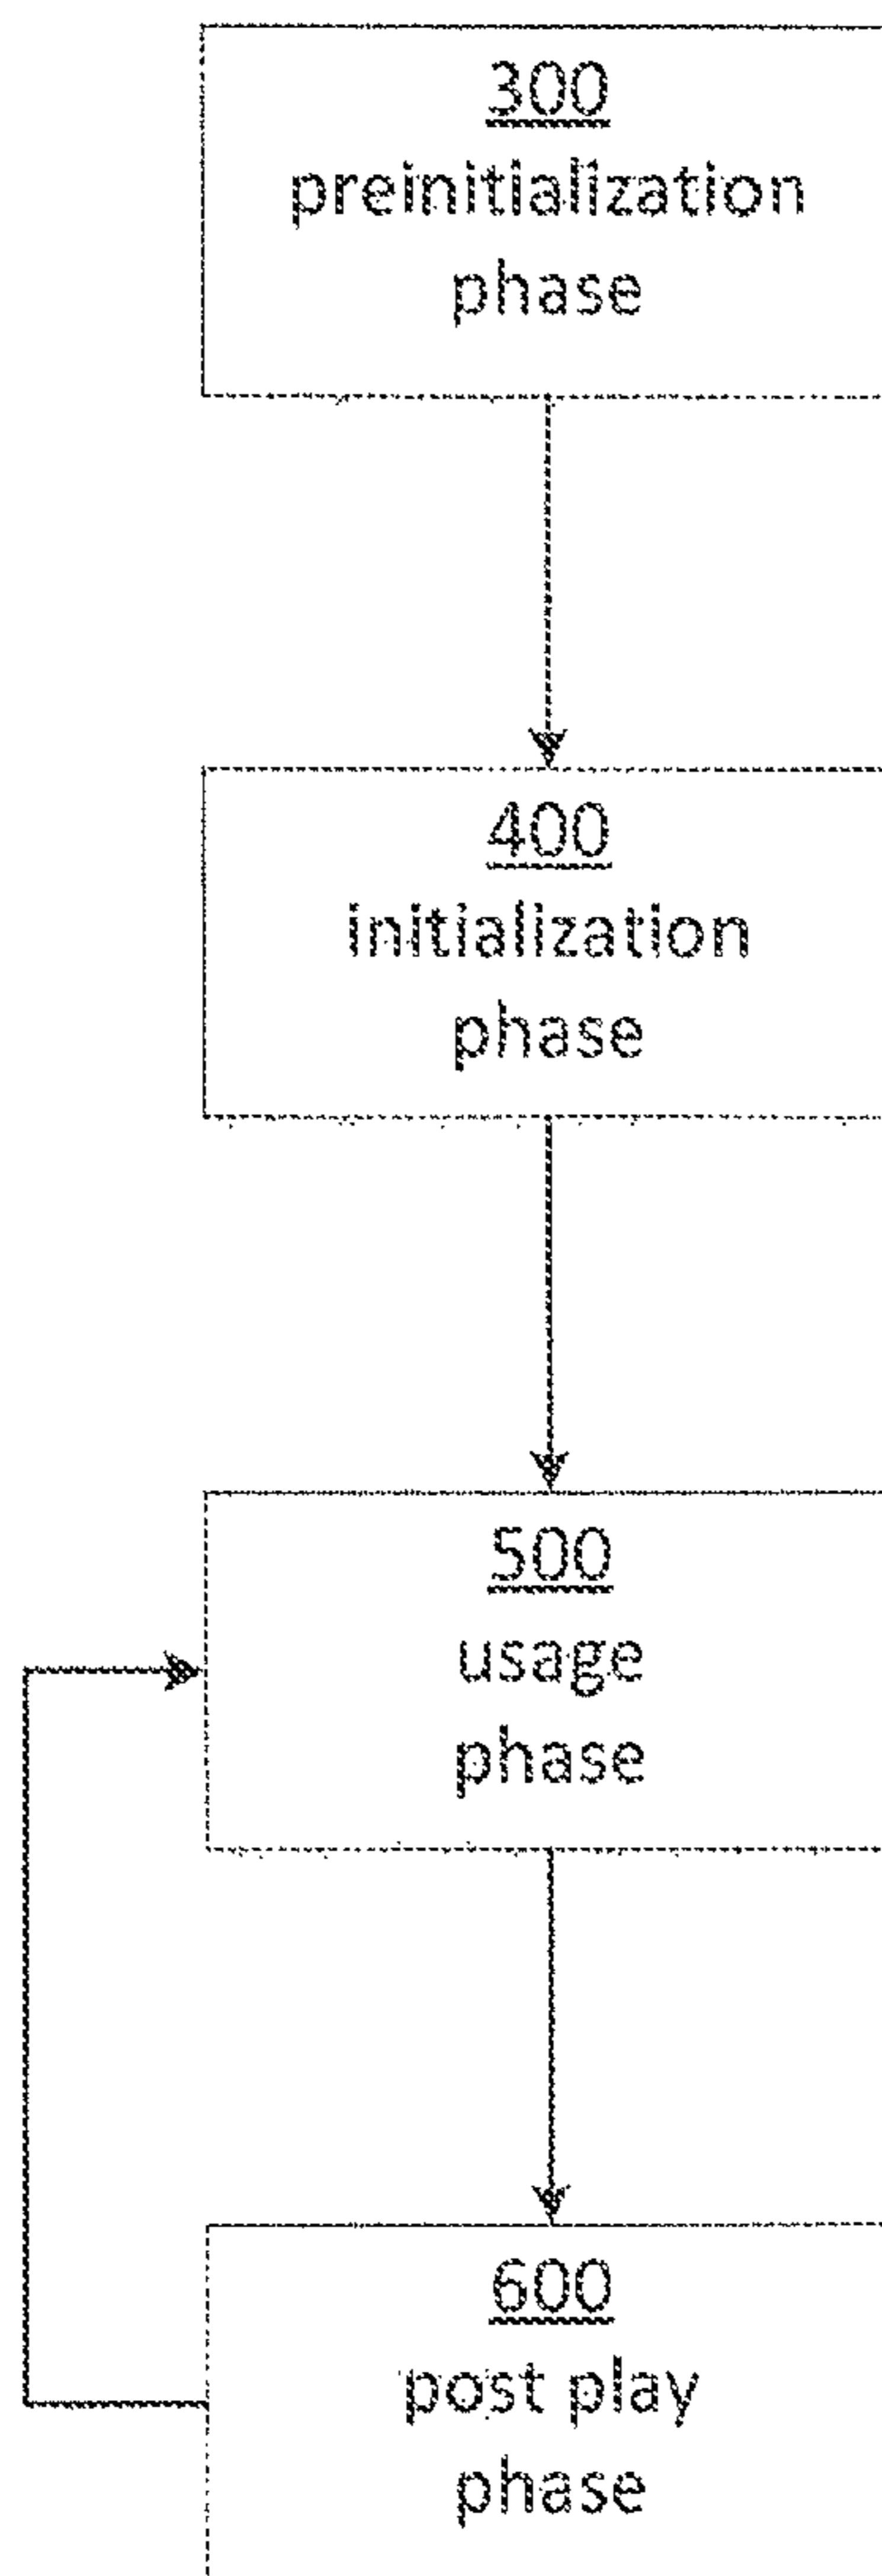 300
preinitialization
phase
400
initialization
phase
500
usage
phase
600
post play
phase